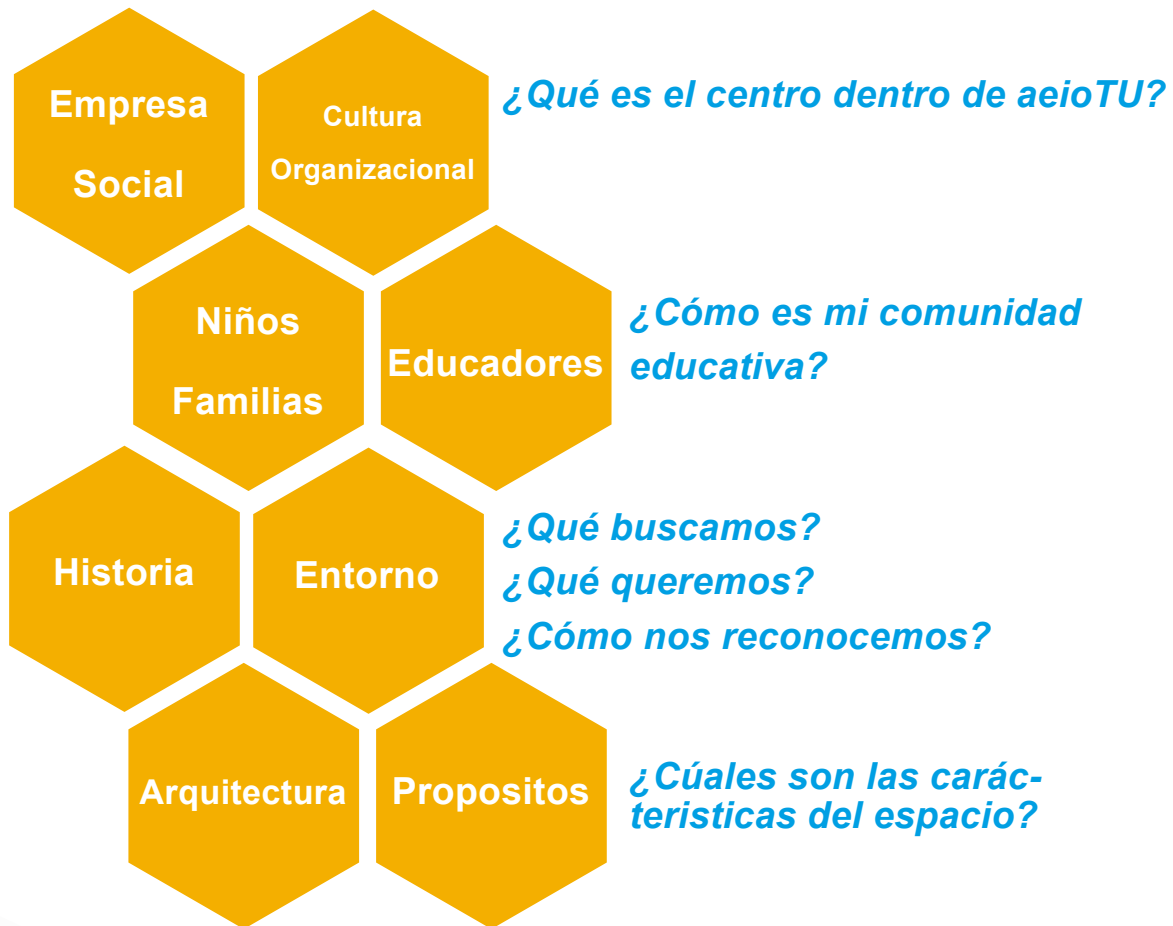 Empresa
Social
Cultura
Organizacional
¿Qué es el centro dentro de aeioTU?
Niños
Familias
Educadores
¿Cómo es mi comunidad
educativa?
Historia
Entorno
¿Qué buscamos?
¿Qué queremos?
¿Cómo nos reconocemos?
Arquitectura
Propositos
¿Cúales son las carác-
teristicas del espacio?